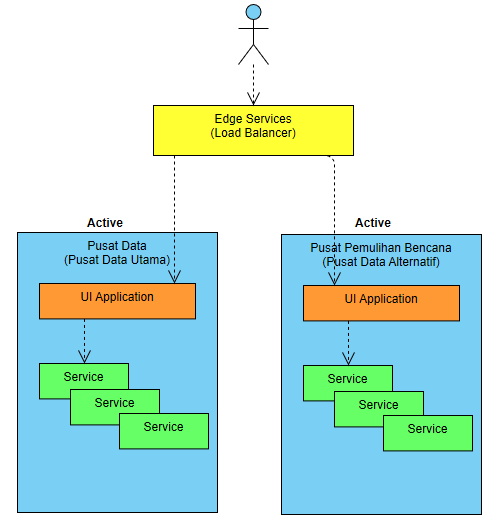 Edge Services
(Load Balancer)
Active
Pusat Data
(Pusat Data Utama)
UI Application
Service
Service
Service
Active
Pusat Pemulihan Bencana
(Pusat Data Alternatif)
UI Application
Service
Service
Service